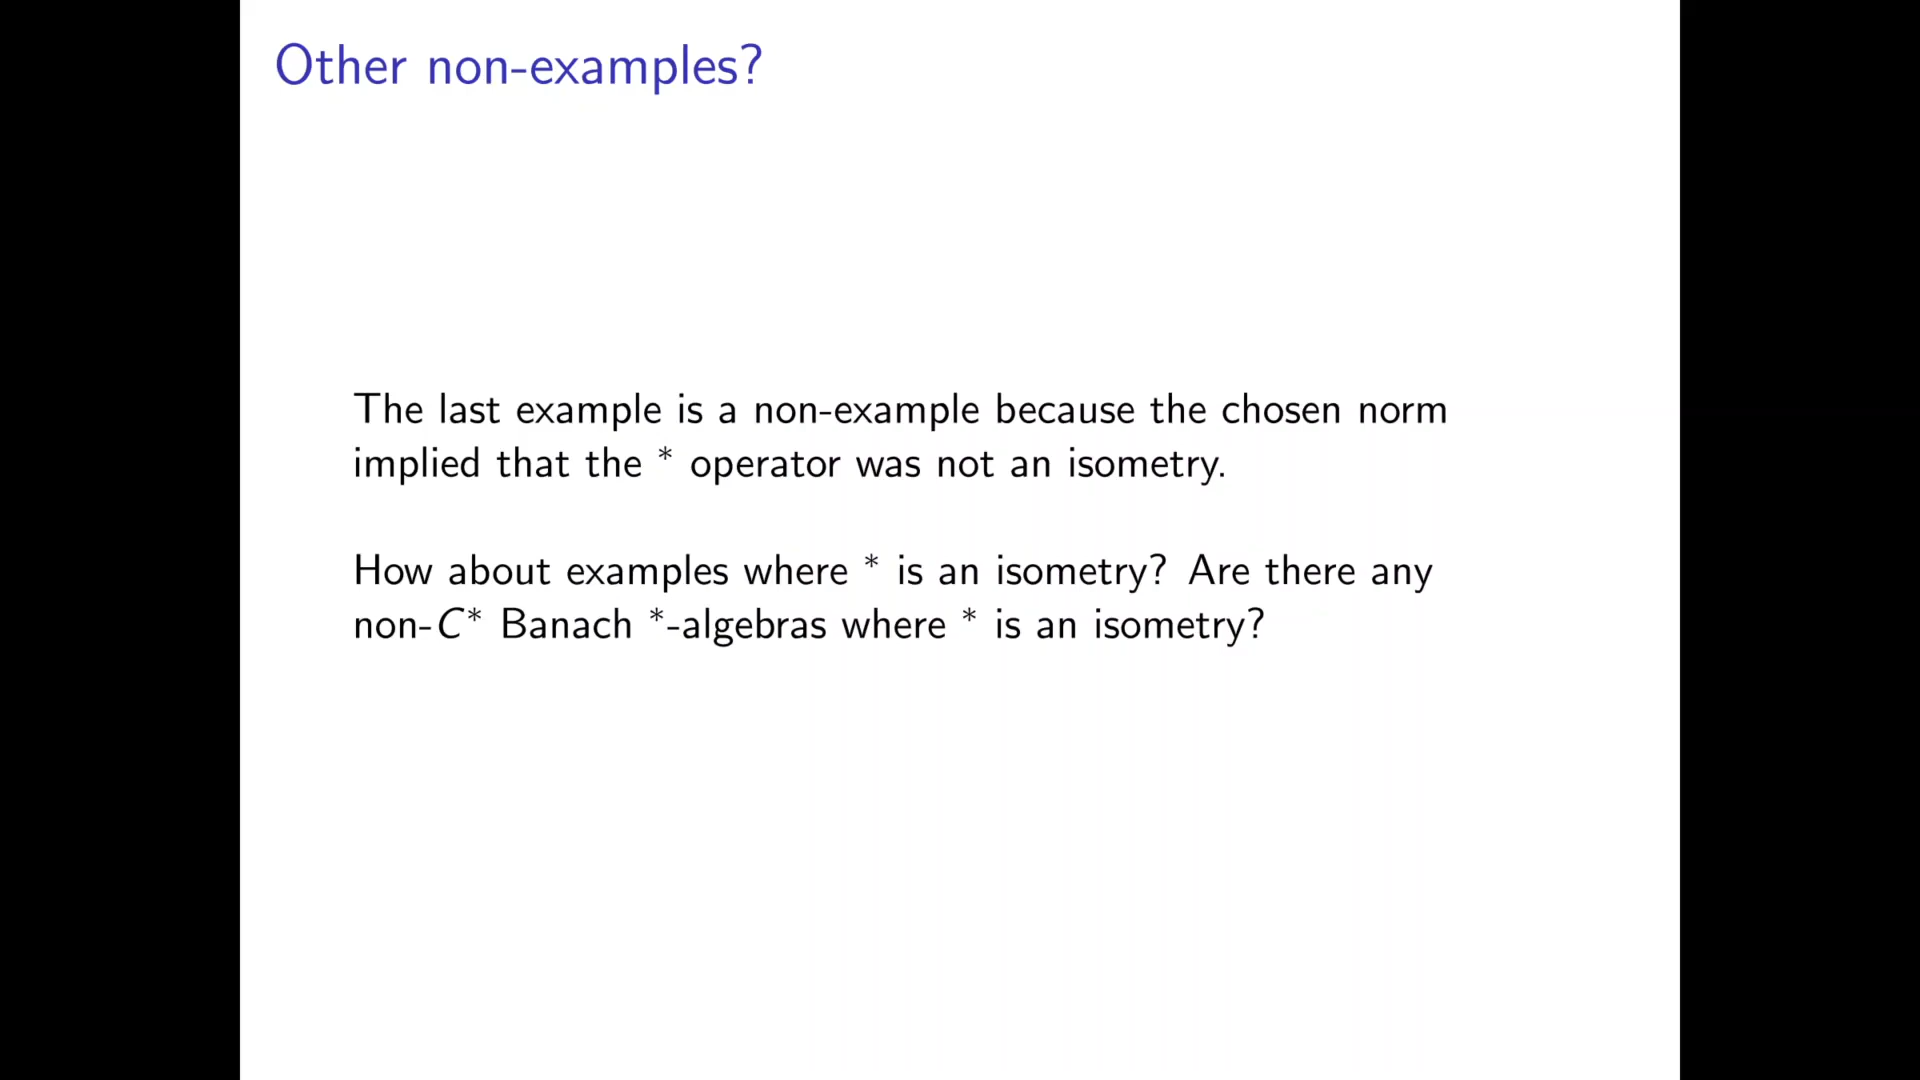 Other non-examples?
The last example is a non-example because the chosen norm
implied that the * operator was not an isometry.
How about examples where * is an isometry? Are there any
non-C* Banach *-algebras where * is an isometry?